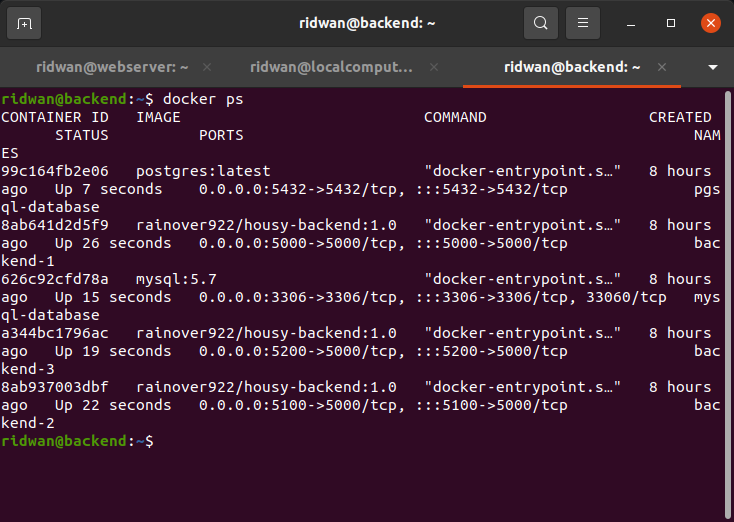 ridwan@backend: ~
ridwan@webserver: ~ ridwan@localcomput... ridwan@backend: ~
ridwan@backend:~$ docker ps
CONTAINER ID   IMAGE                           COMMAND                  CREATED
      STATUS          PORTS                                                  NAM
ES
99c164fb2e06   postgres:latest                 "docker-entrypoint.s…"   8 hours
ago   Up 7 seconds    0.0.0.0:5432->5432/tcp, :::5432->5432/tcp              pgs
ql-database
8ab641d2d5f9   rainover922/housy-backend:1.0   "docker-entrypoint.s…"   8 hours
ago   Up 26 seconds   0.0.0.0:5000->5000/tcp, :::5000->5000/tcp              bac
kend-1
626c92cfd78a   mysql:5.7                       "docker-entrypoint.s…"   8 hours
ago   Up 15 seconds   0.0.0.0:3306->3306/tcp, :::3306->3306/tcp, 33060/tcp   mys
ql-database
a344bc1796ac   rainover922/housy-backend:1.0   "docker-entrypoint.s…"   8 hours
ago   Up 19 seconds   0.0.0.0:5200->5000/tcp, :::5200->5000/tcp              bac
kend-3
8ab937003dbf   rainover922/housy-backend:1.0   "docker-entrypoint.s…"   8 hours
ago   Up 22 seconds   0.0.0.0:5100->5000/tcp, :::5100->5000/tcp              bac
kend-2
ridwan@backend:~$